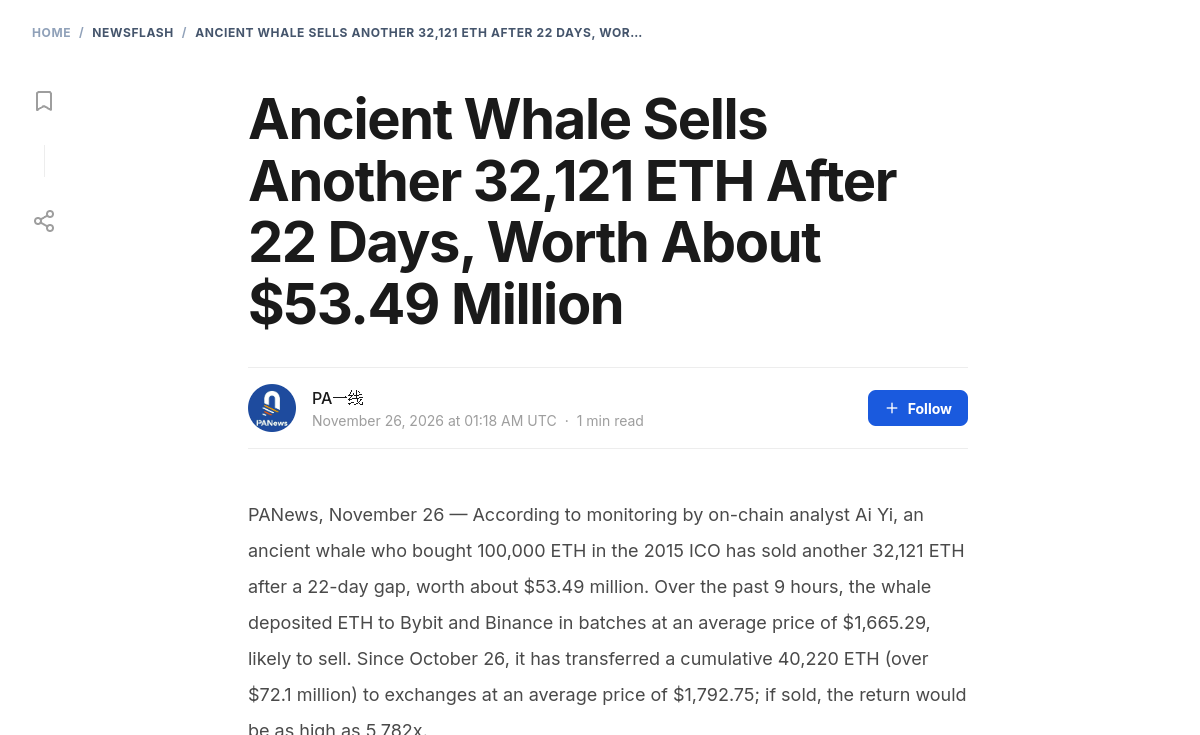 HOME / NEWSFLASH / ANCIENT WHALE SELLS ANOTHER 32,121 ETH AFTER 22 DAYS, WOR...
Ancient Whale Sells
Another 32,121 ETH After
22 Days, Worth About
$53.49 Million
PANews
PA一线
November 26, 2026 at 01:18 AM UTC · 1 min read
+ Follow
PANews, November 26 — According to monitoring by on-chain analyst Ai Yi, an
ancient whale who bought 100,000 ETH in the 2015 ICO has sold another 32,121 ETH
after a 22-day gap, worth about $53.49 million. Over the past 9 hours, the whale
deposited ETH to Bybit and Binance in batches at an average price of $1,665.29,
likely to sell. Since October 26, it has transferred a cumulative 40,220 ETH (over
$72.1 million) to exchanges at an average price of $1,792.75; if sold, the return would
be as high as 5,782x.